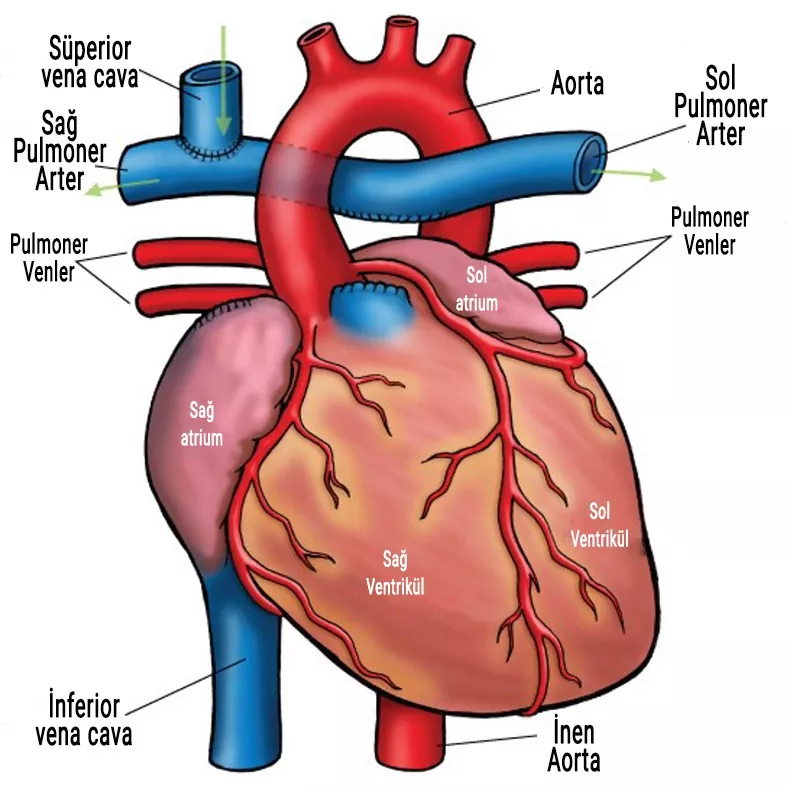 Süperior
vena cava
Sağ
Pulmoner
Arter
Aorta
Sol
Pulmoner
Arter
Pulmoner
Venler
Pulmoner
Venler
Sol
atrium
Sağ
atrium
Sol
Ventrikül
Sağ
Ventrikül
İnferior
vena cava
İnen
Aorta